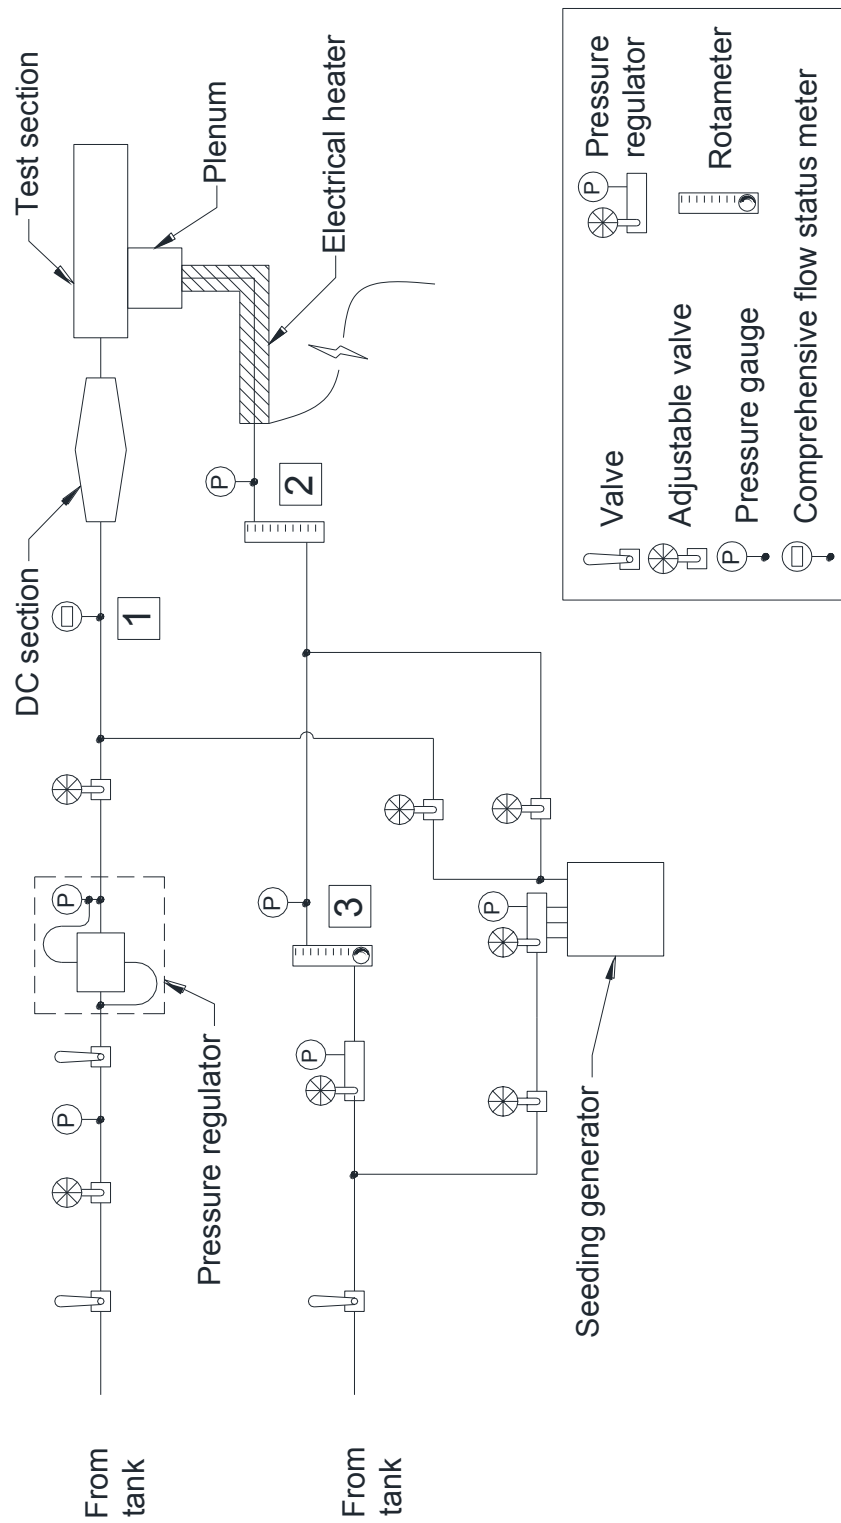 From
tank
Pressure regulator
P
P
DC section
1
Test section
Plenum
Electrical heater
P
2
From
tank
P
P
3
P
Seeding generator
Valve
Adjustable valve
P
Pressure gauge
Comprehensive flow status meter
P
Pressure
regulator
Rotameter